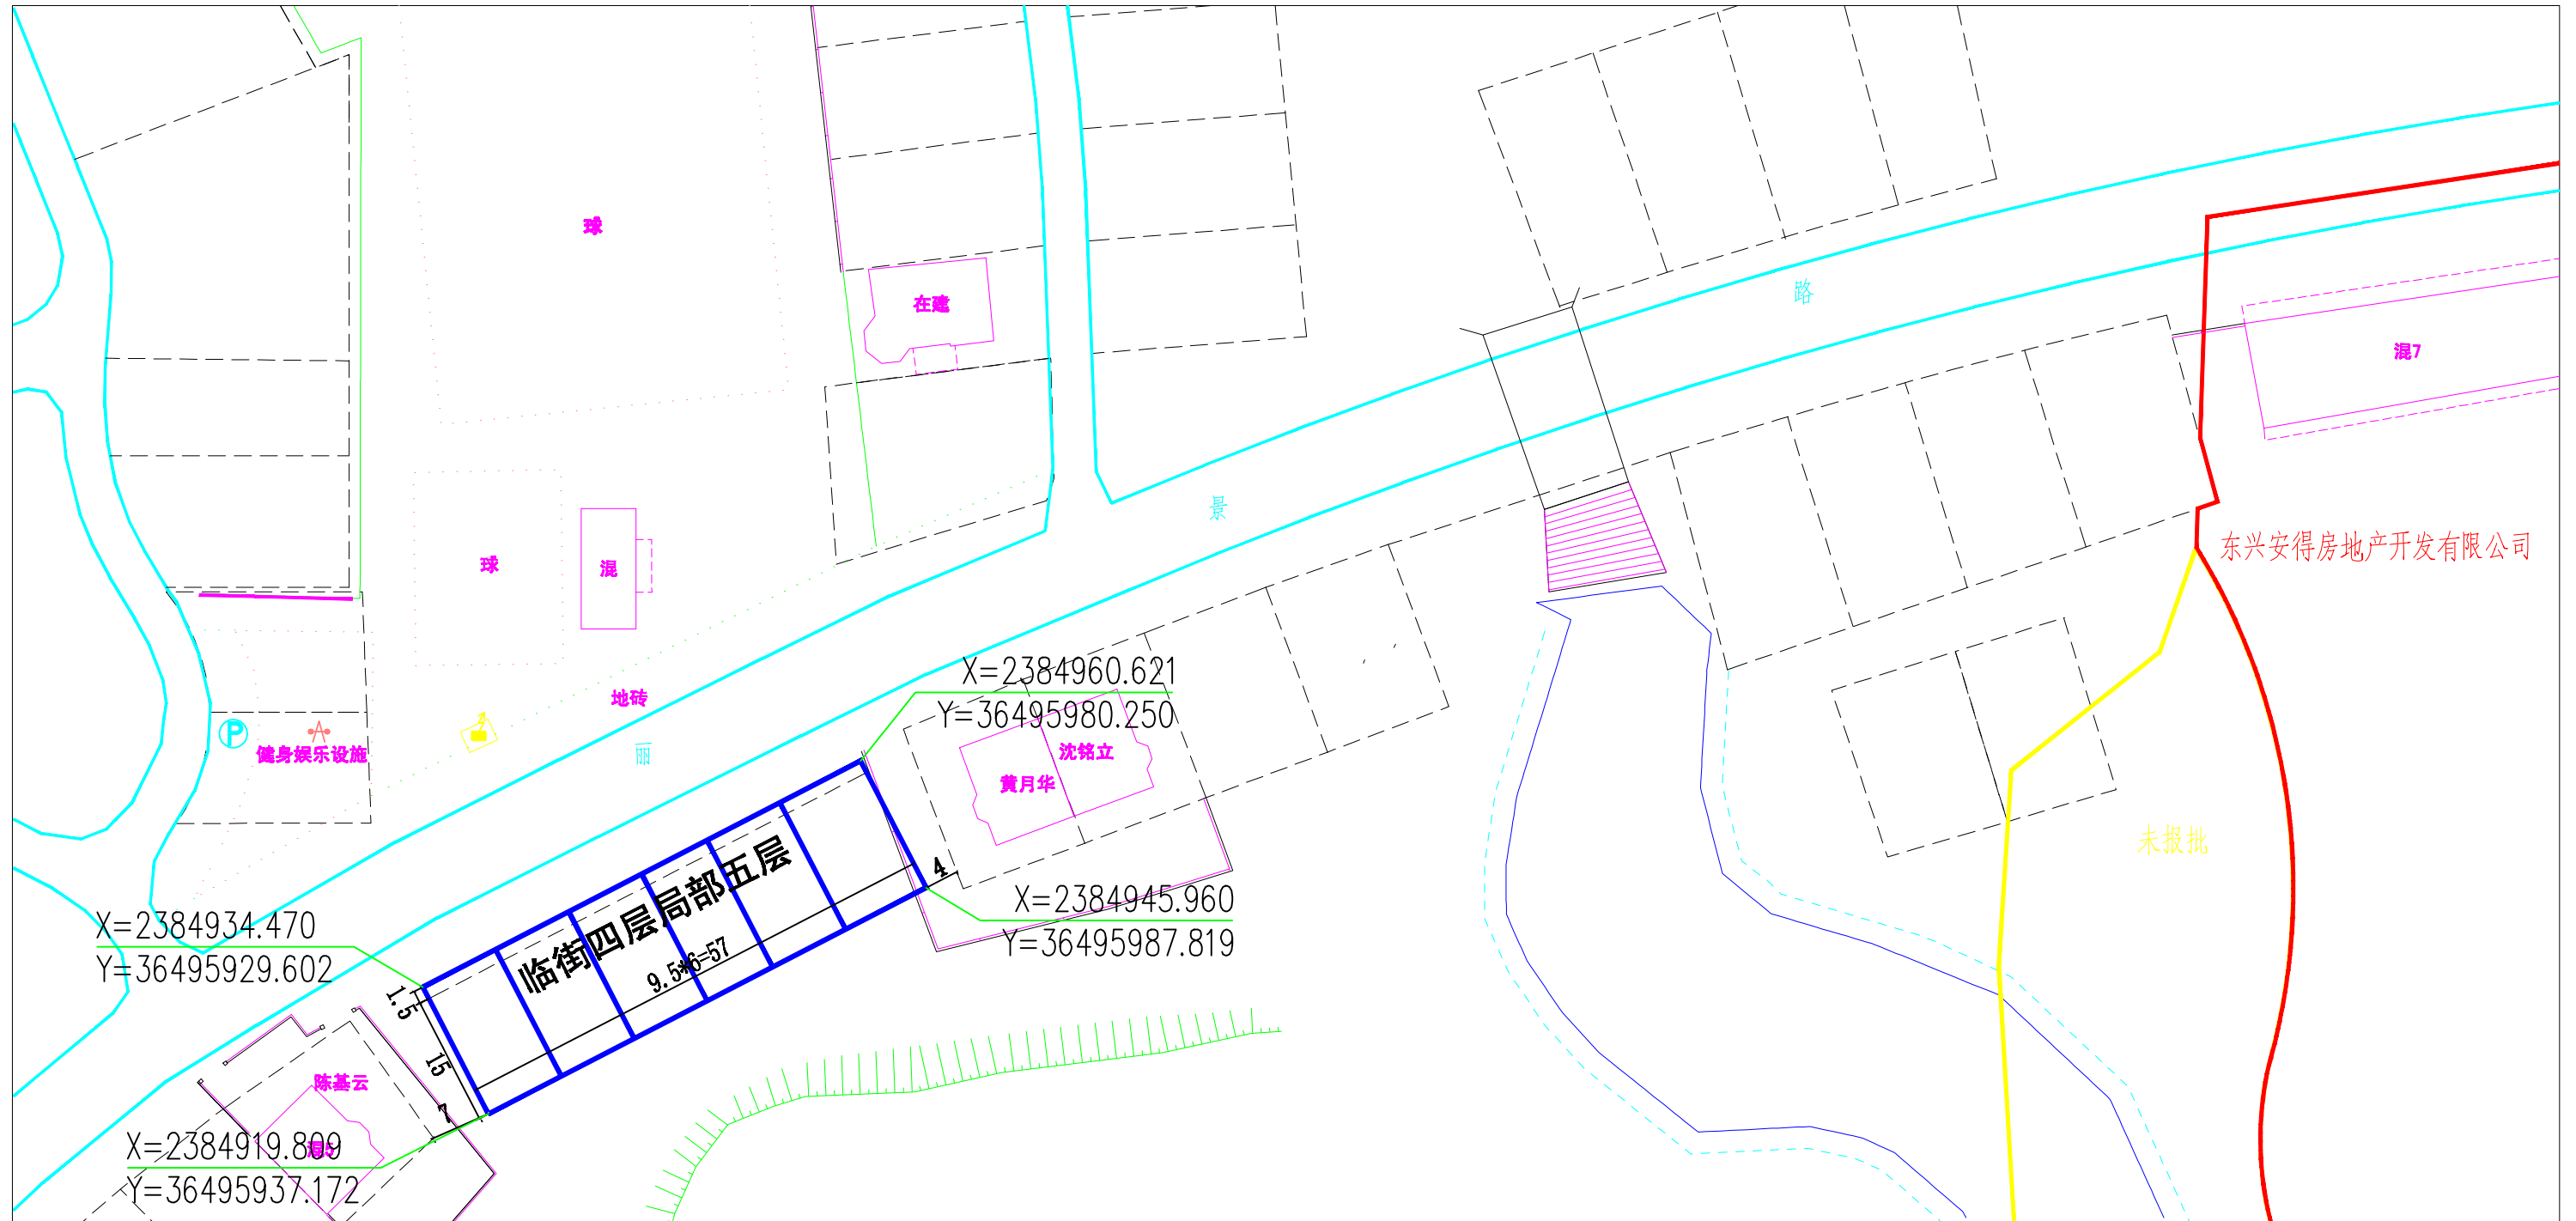 球
在建
路
混7
景
东兴安得房地产开发有限公司
球
混
X=2384960.621
Y=36495980.250
地砖
丽
P
健身娱乐设施
沈铭立
黄月华
未报批
临街四层局部五层
4
X=2384945.960
Y=36495987.819
X=2384934.470
Y=36495929.602
9.5*6=57
1.5
15
陈基云
7
X=2384919.809
混5
Y=36495937.172